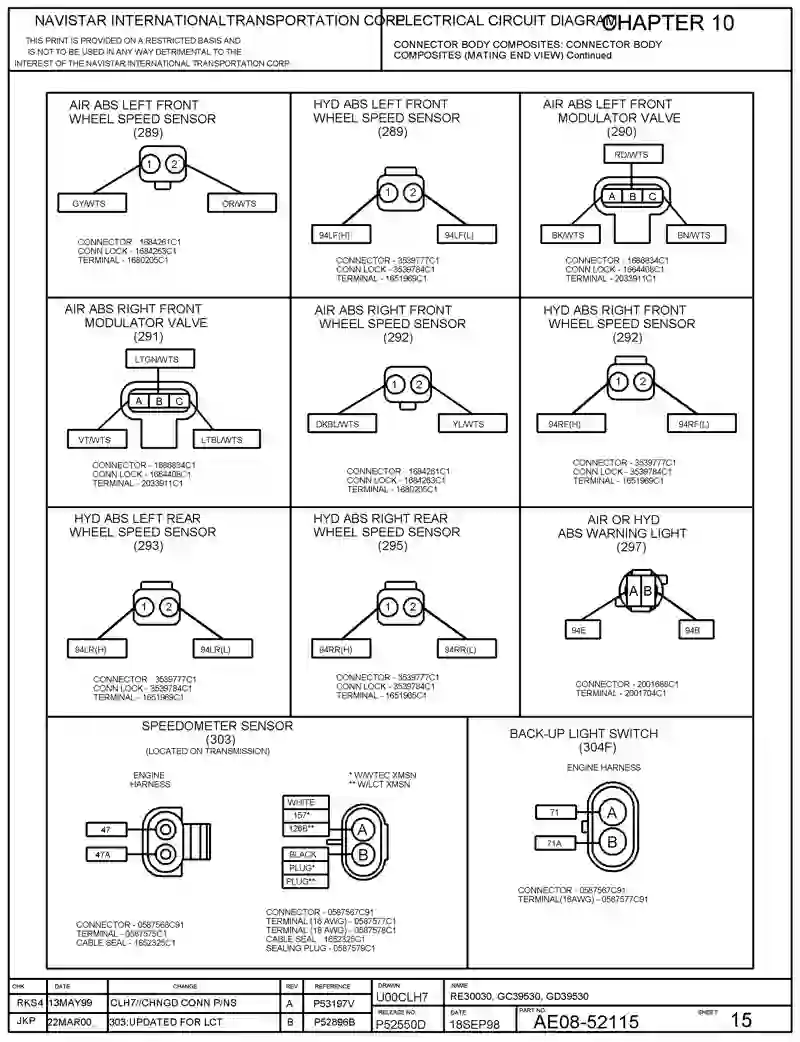 NAVISTAR INTERNATIONAL TRANSPORTATION CORP.
THIS PRINT IS PROVIDED ON A RESTRICTED BASIS AND
IS NOT TO BE USED IN ANY WAY DETRIMENTAL TO THE
INTEREST OF THE NAVISTAR INTERNATIONAL TRANSPORTATION CORP
ELECTRICAL CIRCUIT DIAGRAM
CHAPTER 10
CONNECTOR BODY COMPOSITES: CONNECTOR BODY
COMPOSITES (MATING END VIEW) Continued
AIR ABS LEFT FRONT
WHEEL SPEED SENSOR
(289)
1 2
GY/WTS
OR/WTS
CONNECTOR - 1684261C1
CONN LOCK - 1684263C1
TERMINAL - 1680205C1
HYD ABS LEFT FRONT
WHEEL SPEED SENSOR
(289)
1 2
94LF(H)
94LF(L)
CONNECTOR - 3539777C1
CONN LOCK - 3539784C1
TERMINAL - 1651969C1
AIR ABS LEFT FRONT
MODULATOR VALVE
(290)
RD/WTS
A B C
BK/WTS
BN/WTS
CONNECTOR - 1686834C1
CONN LOCK - 1664408C1
TERMINAL - 2033911C1
AIR ABS RIGHT FRONT
MODULATOR VALVE
(291)
LTGN/WTS
A B C
VT/WTS
LTBL/WTS
CONNECTOR - 1686834C1
CONN LOCK - 1664408C1
TERMINAL - 2033911C1
AIR ABS RIGHT FRONT
WHEEL SPEED SENSOR
(292)
1 2
DKBL/WTS
YL/WTS
CONNECTOR - 1684261C1
CONN LOCK - 1684263C1
TERMINAL - 1680205C1
HYD ABS RIGHT FRONT
WHEEL SPEED SENSOR
(292)
1 2
94RF(H)
94RF(L)
CONNECTOR - 3539777C1
CONN LOCK - 3539784C1
TERMINAL - 1651969C1
HYD ABS LEFT REAR
WHEEL SPEED SENSOR
(293)
1 2
94LR(H)
94LR(L)
CONNECTOR - 3539777C1
CONN LOCK - 3539784C1
TERMINAL - 1651969C1
HYD ABS RIGHT REAR
WHEEL SPEED SENSOR
(295)
1 2
94RR(H)
94RR(L)
CONNECTOR - 3539777C1
CONN LOCK - 3539784C1
TERMINAL - 1651965C1
AIR OR HYD
ABS WARNING LIGHT
(297)
A B
94E
94B
CONNECTOR - 2001668C1
TERMINAL - 2001704C1
SPEEDOMETER SENSOR
(303)
(LOCATED ON TRANSMISSION)
ENGINE
HARNESS
47
47A
CONNECTOR - 0587568C91
TERMINAL - 0587575C1
CABLE SEAL - 1652325C1
* W/WTEC XMSN
** W/LCT XMSN
WHITE
157*
126B**
A
BLACK
PLUG*
PLUG**
B
CONNECTOR - 0587567C91
TERMINAL (16 AWG) - 0587577C1
TERMINAL (18 AWG) - 0587578C1
CABLE SEAL 1652325C1
SEALING PLUG - 0587579C1
BACK-UP LIGHT SWITCH
(304F)
ENGINE HARNESS
71
A
71A
B
CONNECTOR - 0587567C91
TERMINAL(16AWG) - 0587577C91
CHK DATE CHANGE REV REFERENCE
RKS4 13MAY99 CLH7//CHNGD CONN P/NS A P53197V
JKP 22MAR00 303;UPDATED FOR LCT B P52896B
DRAWN
U00CLH7
NAME
RE30030, GC39530, GD39530
RELEASE NO.
P52550D
DATE
18SEP98
PART NO.
AE08-52115
SHEET 15